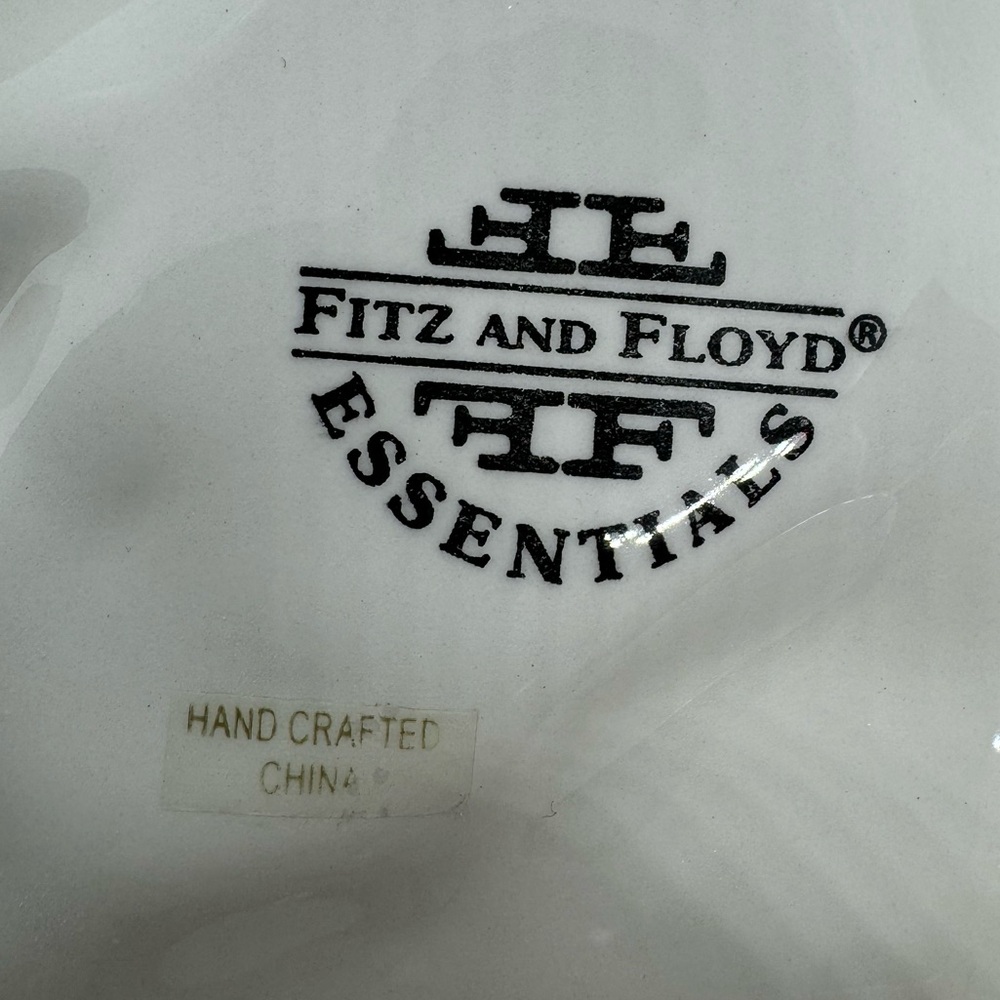 FITZ AND FLOYD®
ESSENTIALS
HAND CRAFTED
CHINA